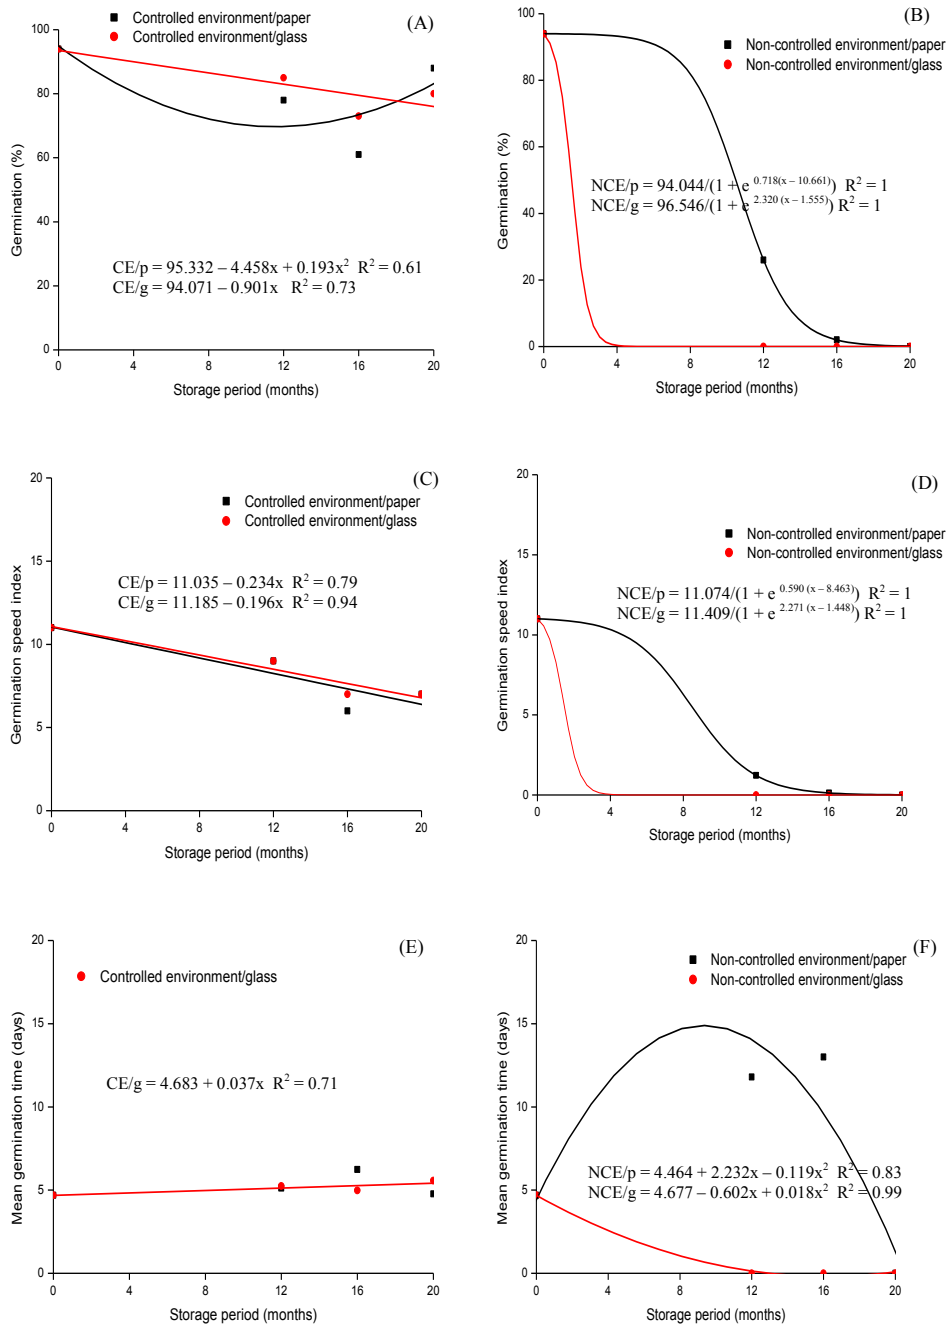 Controlled environment/paper
Controlled environment/glass
(A)
100
80
60
40
20
0
Germination (%)
CE/p = 95.332 – 4.458x + 0.193x² R² = 0.61
CE/g = 94.071 – 0.901x R² = 0.73
0 4 8 12 16 20
Storage period (months)
(B)
Non-controlled environment/paper
Non-controlled environment/glass
100
80
60
40
20
0
Germination (%)
NCE/p = 94.044/(1 + e 0.718(x – 10.661)) R² = 1
NCE/g = 96.546/(1 + e 2.320 (x – 1.555)) R² = 1
0 4 8 12 16 20
Storage period (months)
(C)
Controlled environment/paper
Controlled environment/glass
20
15
10
5
0
Germination speed index
CE/p = 11.035 – 0.234x R² = 0.79
CE/g = 11.185 – 0.196x R² = 0.94
0 4 8 12 16 20
Storage period (months)
(D)
Non-controlled environment/paper
Non-controlled environment/glass
20
15
10
5
0
Germination speed index
NCE/p = 11.074/(1 + e 0.590 (x – 8.463)) R² = 1
NCE/g = 11.409/(1 + e 2.271 (x – 1.448)) R² = 1
0 4 8 12 16 20
Storage period (months)
(E)
Controlled environment/glass
20
15
10
5
0
Mean germination time (days)
CE/g = 4.683 + 0.037x R² = 0.71
0 4 8 12 16 20
Storage period (months)
(F)
Non-controlled environment/paper
Non-controlled environment/glass
20
15
10
5
0
Mean germination time (days)
NCE/p = 4.464 + 2.232x – 0.119x² R² = 0.83
NCE/g = 4.677 – 0.602x + 0.018x² R² = 0.99
0 4 8 12 16 20
Storage period (months)